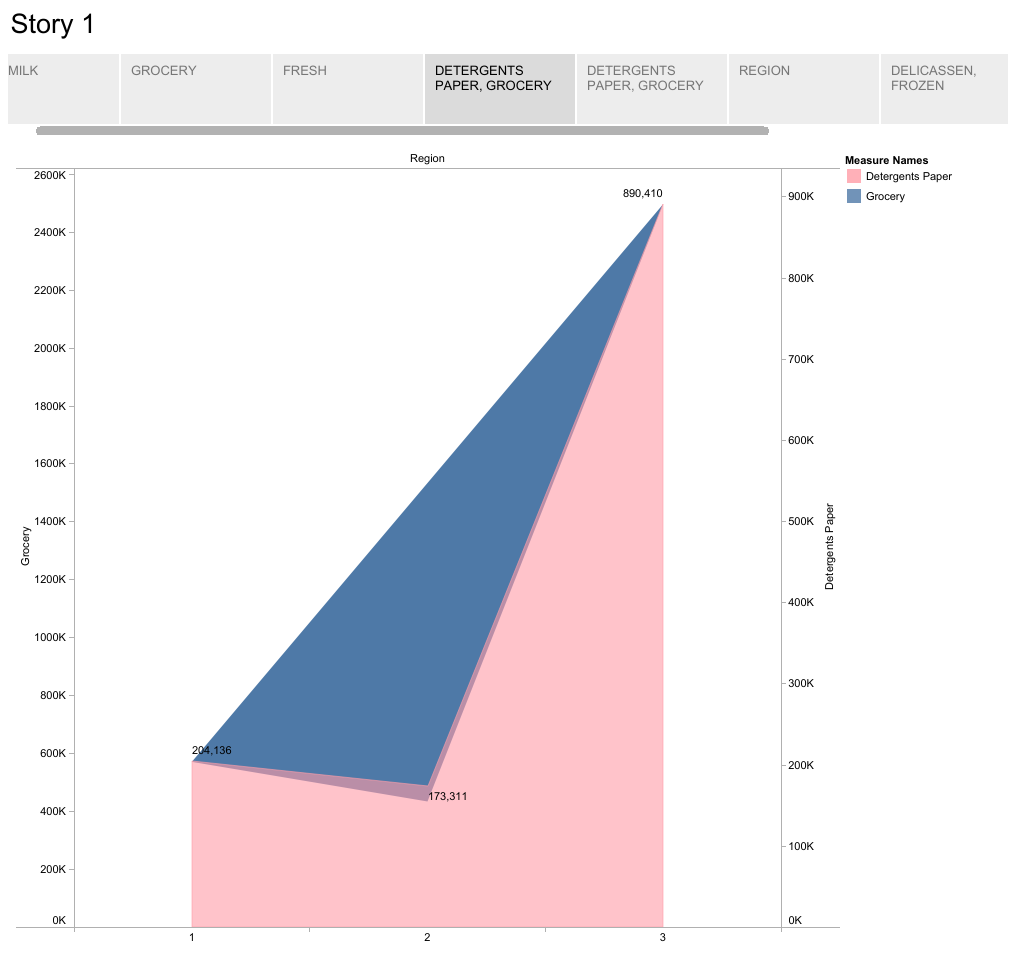 Story 1
MILK
GROCERY
FRESH
DETERGENTS
PAPER, GROCERY
DETERGENTS
PAPER, GROCERY
REGION
DELICASSEN,
FROZEN
Region
Measure Names
Detergents Paper
Grocery
2600K
2400K
2200K
2000K
1800K
1600K
1400K
1200K
1000K
800K
600K
400K
200K
0K
Grocery
890,410
204,136
173,311
900K
800K
700K
600K
500K
400K
300K
200K
100K
0K
Detergents Paper
1
2
3